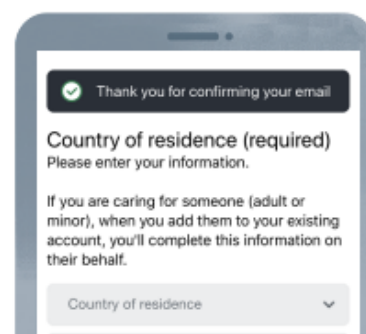 Thank you for confirming your email
Country of residence (required)
Please enter your information.
If you are caring for someone (adult or
minor), when you add them to your existing
account, you'll complete this information on
their behalf.
Country of residence